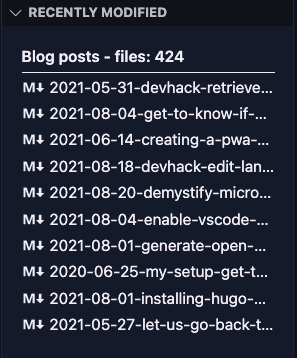 RECENTLY MODIFIED
Blog posts - files: 424
M↓ 2021-05-31-devhack-retrieve...
M↓ 2021-08-04-get-to-know-if-...
M↓ 2021-06-14-creating-a-pwa-...
M↓ 2021-08-18-devhack-edit-lan...
M↓ 2021-08-20-demystify-micro...
M↓ 2021-08-04-enable-vscode-...
M↓ 2021-08-01-generate-open-...
M↓ 2020-06-25-my-setup-get-t...
M↓ 2021-08-01-installing-hugo-...
M↓ 2021-05-27-let-us-go-back-t...